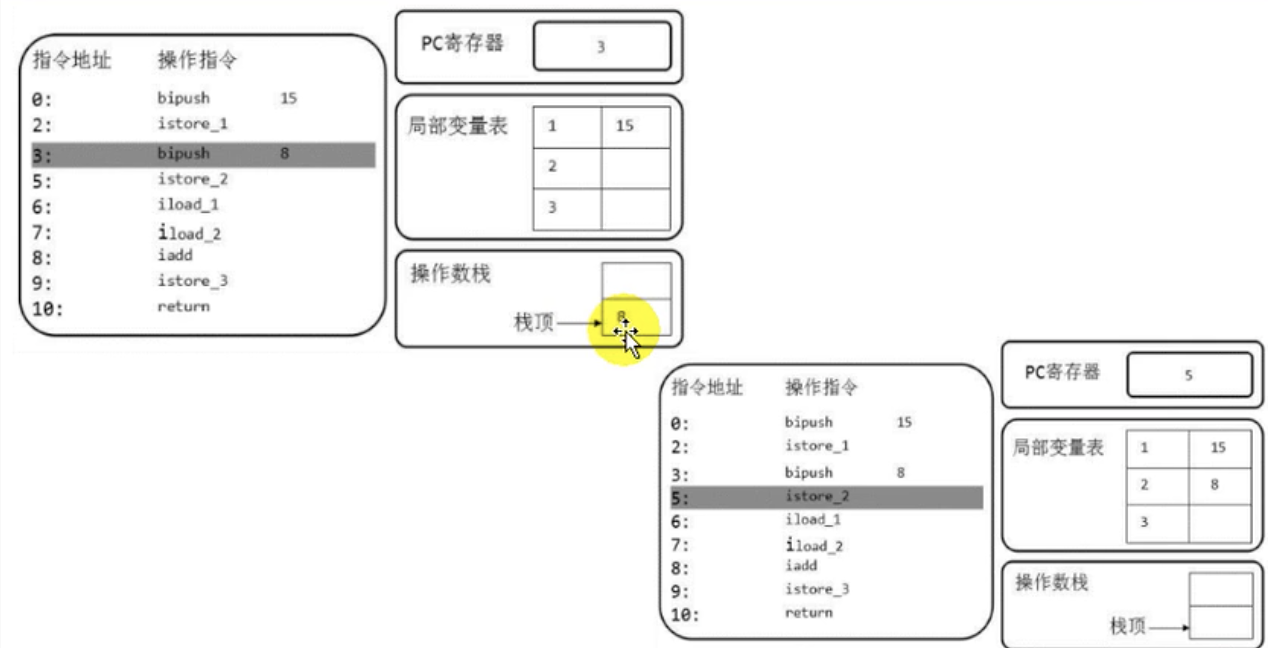 指令地址 操作指令
0: bipush 15
2: istore_1
3: bipush 8
5: istore_2
6: iload_1
7: iload_2
8: iadd
9: istore_3
10: return
PC寄存器 3
局部变量表 1 15
2
3
操作数栈
栈顶 8
指令地址 操作指令
0: bipush 15
2: istore_1
3: bipush 8
5: istore_2
6: iload_1
7: iload_2
8: iadd
9: istore_3
10: return
PC寄存器 5
局部变量表 1 15
2 8
3
操作数栈
栈顶